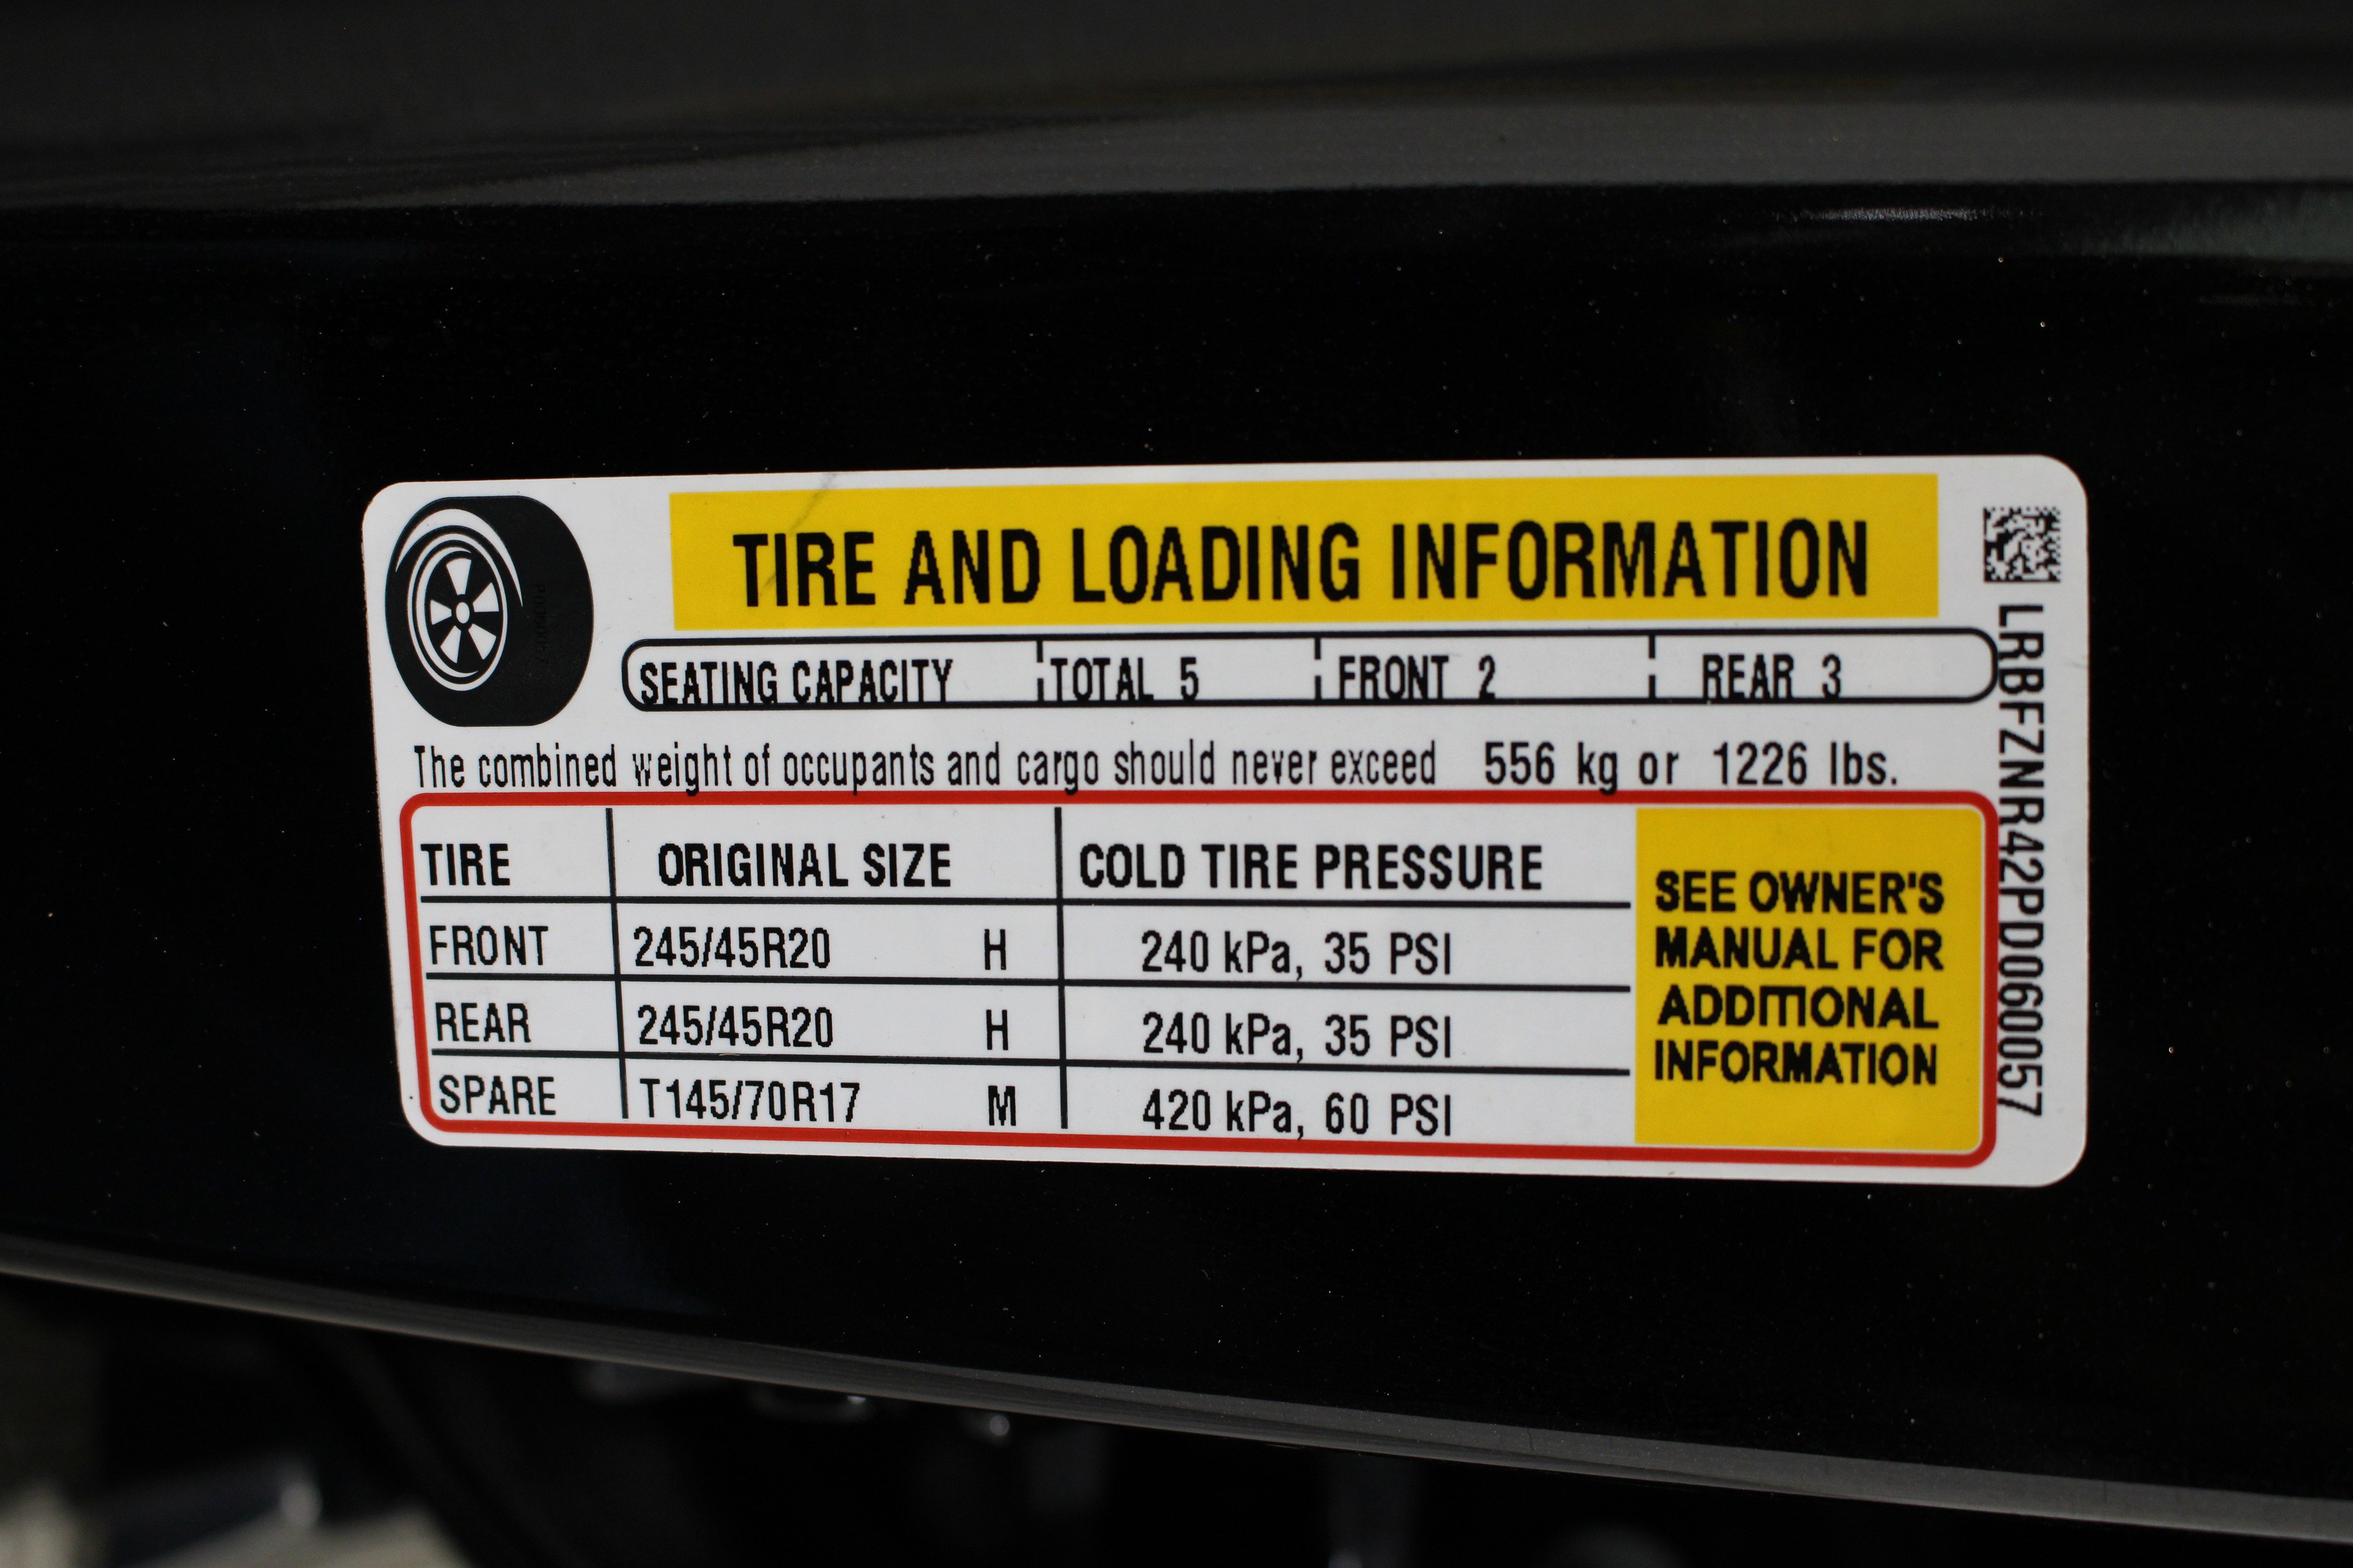 TIRE AND LOADING INFORMATION
SEATING CAPACITY TOTAL 5 FRONT 2 REAR 3
The combined weight of occupants and cargo should never exceed 556 kg or 1226 lbs.
TIRE ORIGINAL SIZE COLD TIRE PRESSURE
FRONT 245/45R20 H 240 kPa, 35 PSI
REAR 245/45R20 H 240 kPa, 35 PSI
SPARE T145/70R17 M 420 kPa, 60 PSI
SEE OWNER'S
MANUAL FOR
ADDITIONAL
INFORMATION
LRBFZNR42PD060057